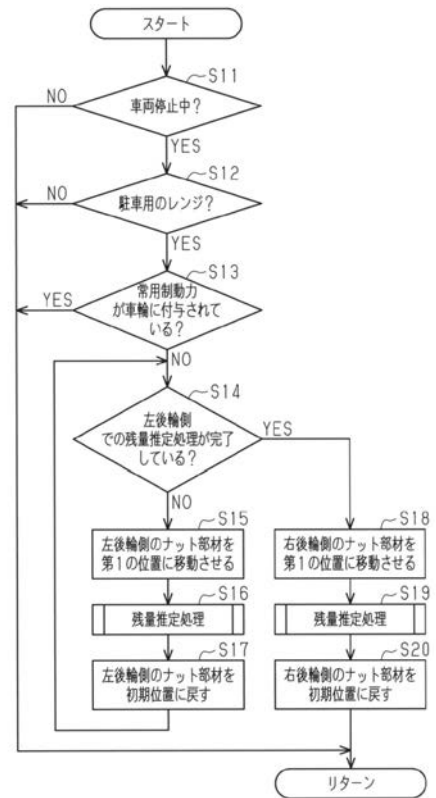 スタート
S11
車両停止中？
NO
YES
S12
駐車用のレンジ？
NO
YES
S13
常用制動力
が車輪に付与されて
いる？
YES
NO
S14
左後輪側
での残量推定処理が完了
している？
YES
NO
S15
左後輪側のナット部材を
第1の位置に移動させる
S16
残量推定処理
S17
左後輪側のナット部材を
初期位置に戻す
S18
右後輪側のナット部材を
第1の位置に移動させる
S19
残量推定処理
S20
右後輪側のナット部材を
初期位置に戻す
リターン